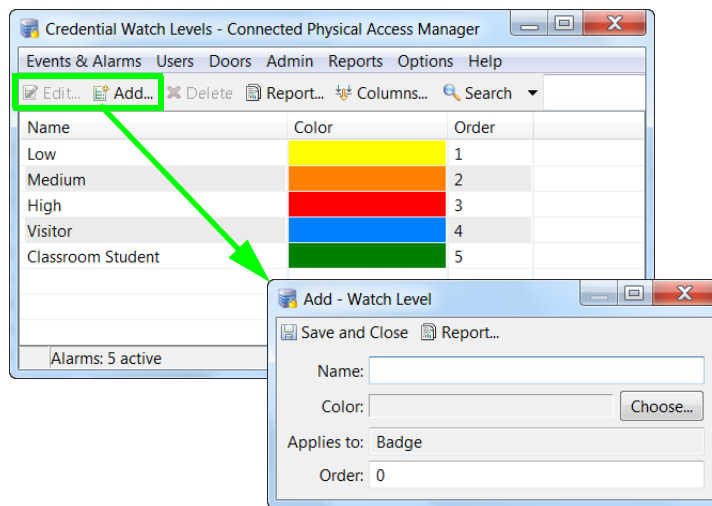 Credential Watch Levels - Connected Physical Access Manager
Events & Alarms Users Doors Admin Reports Options Help
Edit... Add... Delete Report... Columns... Search
Name Color Order
Low 1
Medium 2
High 3
Visitor 4
Classroom Student 5
Alarms: 5 active
Add - Watch Level
Save and Close Report...
Name:
Color: Choose...
Applies to: Badge
Order: 0